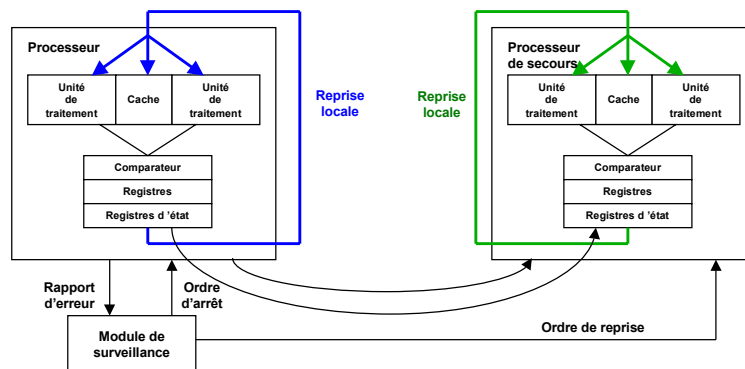 Processeur
Unité
de
traitement
Cache
Unité
de
traitement
Comparateur
Registres
Registres d ’état
Reprise
locale
Reprise
locale
Processeur
de secours
Unité
de
traitement
Cache
Unité
de
traitement
Comparateur
Registres
Registres d ’état
Rapport
d’erreur
Ordre
d’arrêt
Module de
surveillance
Ordre de reprise